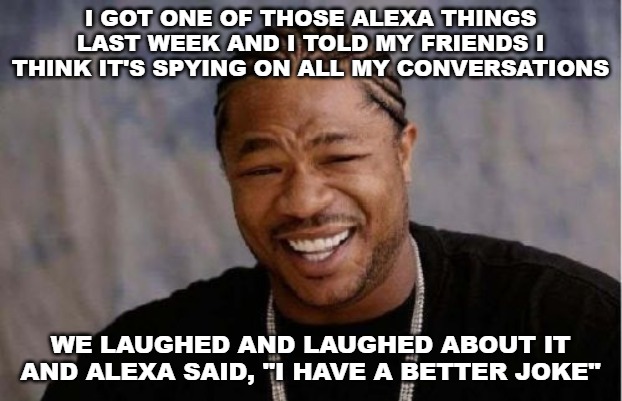 I GOT ONE OF THOSE ALEXA THINGS
LAST WEEK AND I TOLD MY FRIENDS I
THINK IT'S SPYING ON ALL MY CONVERSATIONS
WE LAUGHED AND LAUGHED ABOUT IT
AND ALEXA SAID, "I HAVE A BETTER JOKE"